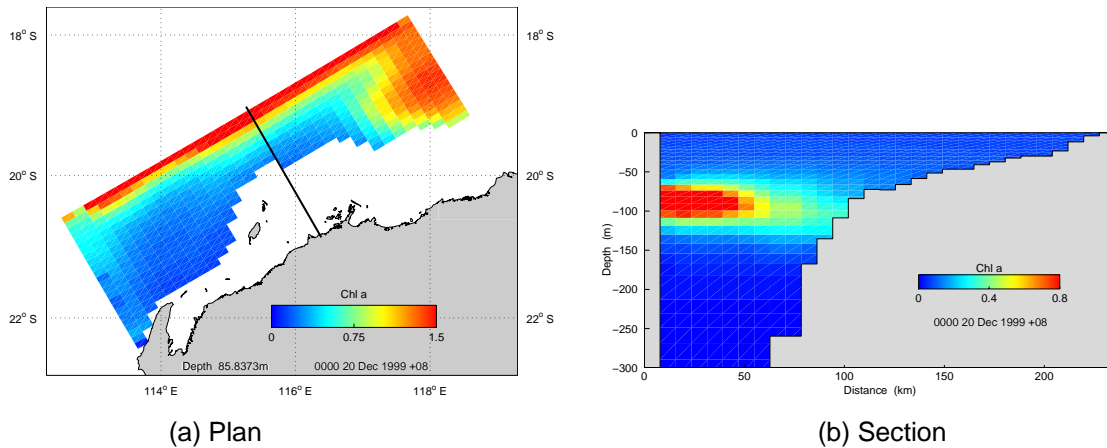 18° S
20° S
22° S
18° S
20° S
22° S
114° E
116° E
118° E
Chl a
0
0.75
1.5
Depth 85.8373m
0000 20 Dec 1999 +08
(a) Plan
0
−50
−100
−150
−200
−250
−300
Depth (m)
0
50
100
150
200
Distance (km)
Chl a
0
0.4
0.8
0000 20 Dec 1999 +08
(b) Section